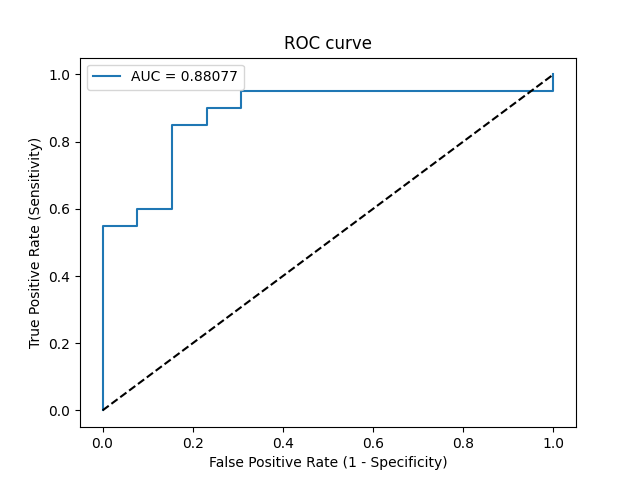 ROC curve
AUC = 0.88077
True Positive Rate (Sensitivity)
1.0
0.8
0.6
0.4
0.2
0.0
0.0 0.2 0.4 0.6 0.8 1.0
False Positive Rate (1 - Specificity)